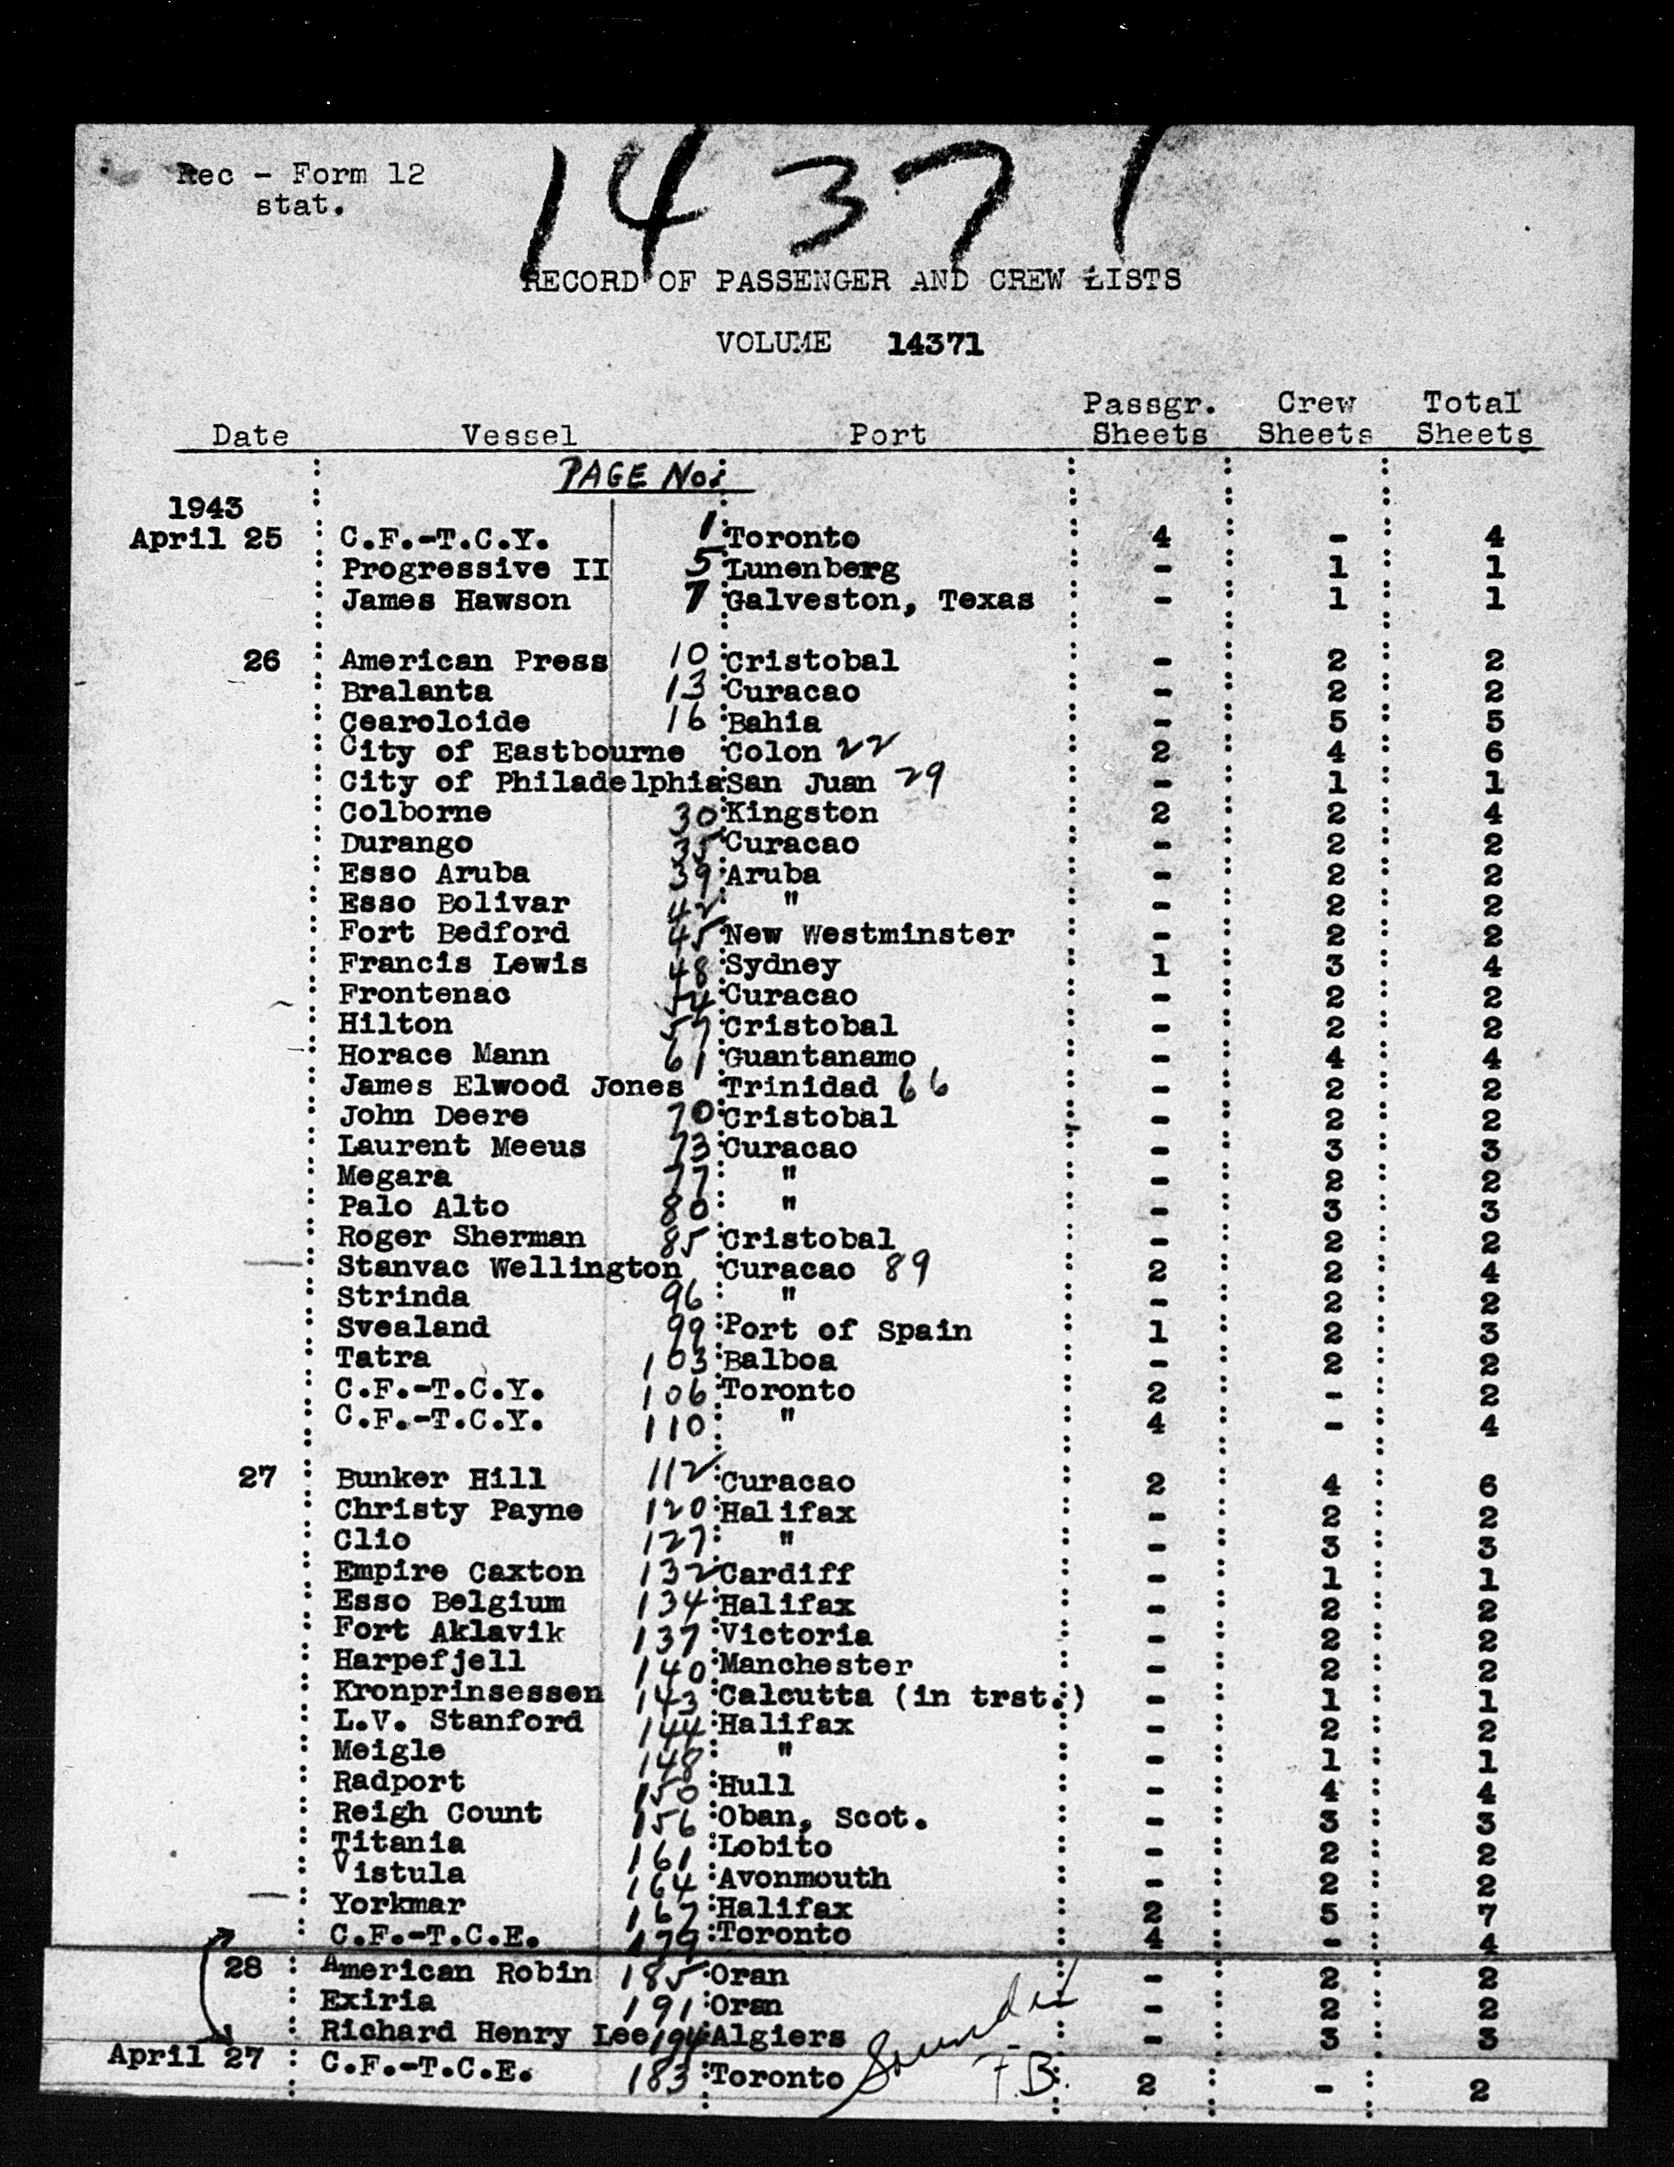 14371
Rec - Form 12
stat.
RECORD OF PASSENGER AND CREW LISTS
VOLUME 14371
Date Vessel Port Passgr. Sheets Crew Sheets Total Sheets
PAGE No:
1943
April 25 C.F.-T.C.Y. 1 Toronto 4 - 4
Progressive II 5 Lunenberg - 1 1
James Hawson 7 Galveston, Texas - 1 1
26 American Press 10 Cristobal - 2 2
Bralanta 13 Curacao - 2 2
Cearoloide 16 Bahia - 5 5
City of Eastbourne Colon 22 2 4 6
City of Philadelphia San Juan 29 - 1 1
Colborne 30 Kingston 2 2 4
Durango 35 Curacao - 2 2
Esso Aruba 39 Aruba - 2 2
Esso Bolivar 42 " - 2 2
Fort Bedford 45 New Westminster - 2 2
Francis Lewis 48 Sydney 1 3 4
Frontenac 54 Curacao - 2 2
Hilton 57 Cristobal - 2 2
Horace Mann 61 Guantanamo - 4 4
James Elwood Jones Trinidad 66 - 2 2
John Deere 70 Cristobal - 2 2
Laurent Meeus 73 Curacao - 3 3
Megara 77 " - 2 2
Palo Alto 80 " - 3 3
Roger Sherman 85 Cristobal - 2 2
Stanvac Wellington Curacao 89 2 2 4
Strinda 96 " - 2 2
Svealand 99 Port of Spain 1 2 3
Tatra 103 Balboa - 2 2
C.F.-T.C.Y. 106 Toronto 2 - 2
C.F.-T.C.Y. 110 " 4 - 4
27 Bunker Hill 112 Curacao 2 4 6
Christy Payne 120 Halifax - 2 2
Clio 127 " - 3 3
Empire Caxton 132 Cardiff - 1 1
Esso Belgium 134 Halifax - 2 2
Fort Aklavik 137 Victoria - 2 2
Harpefjell 140 Manchester - 2 2
Kronprinsessen 143 Calcutta (in trst.) - 1 1
L.V. Stanford 144 Halifax - 2 2
Meigle 148 " - 1 1
Radport 150 Hull - 4 4
Reigh Count 156 Oban, Scot. - 3 3
Titania 161 Lobito - 2 2
Vistula 164 Avonmouth - 2 2
Yorkmar 167 Halifax 2 5 7
C.F.-T.C.E. 179 Toronto 4 - 4
28 American Robin 185 Oran - 2 2
Exiria 191 Oran - 2 2
Richard Henry Lee 194 Algiers - 3 3
April 27 C.F.-T.C.E. 183 Toronto 2 - 2
F.B.